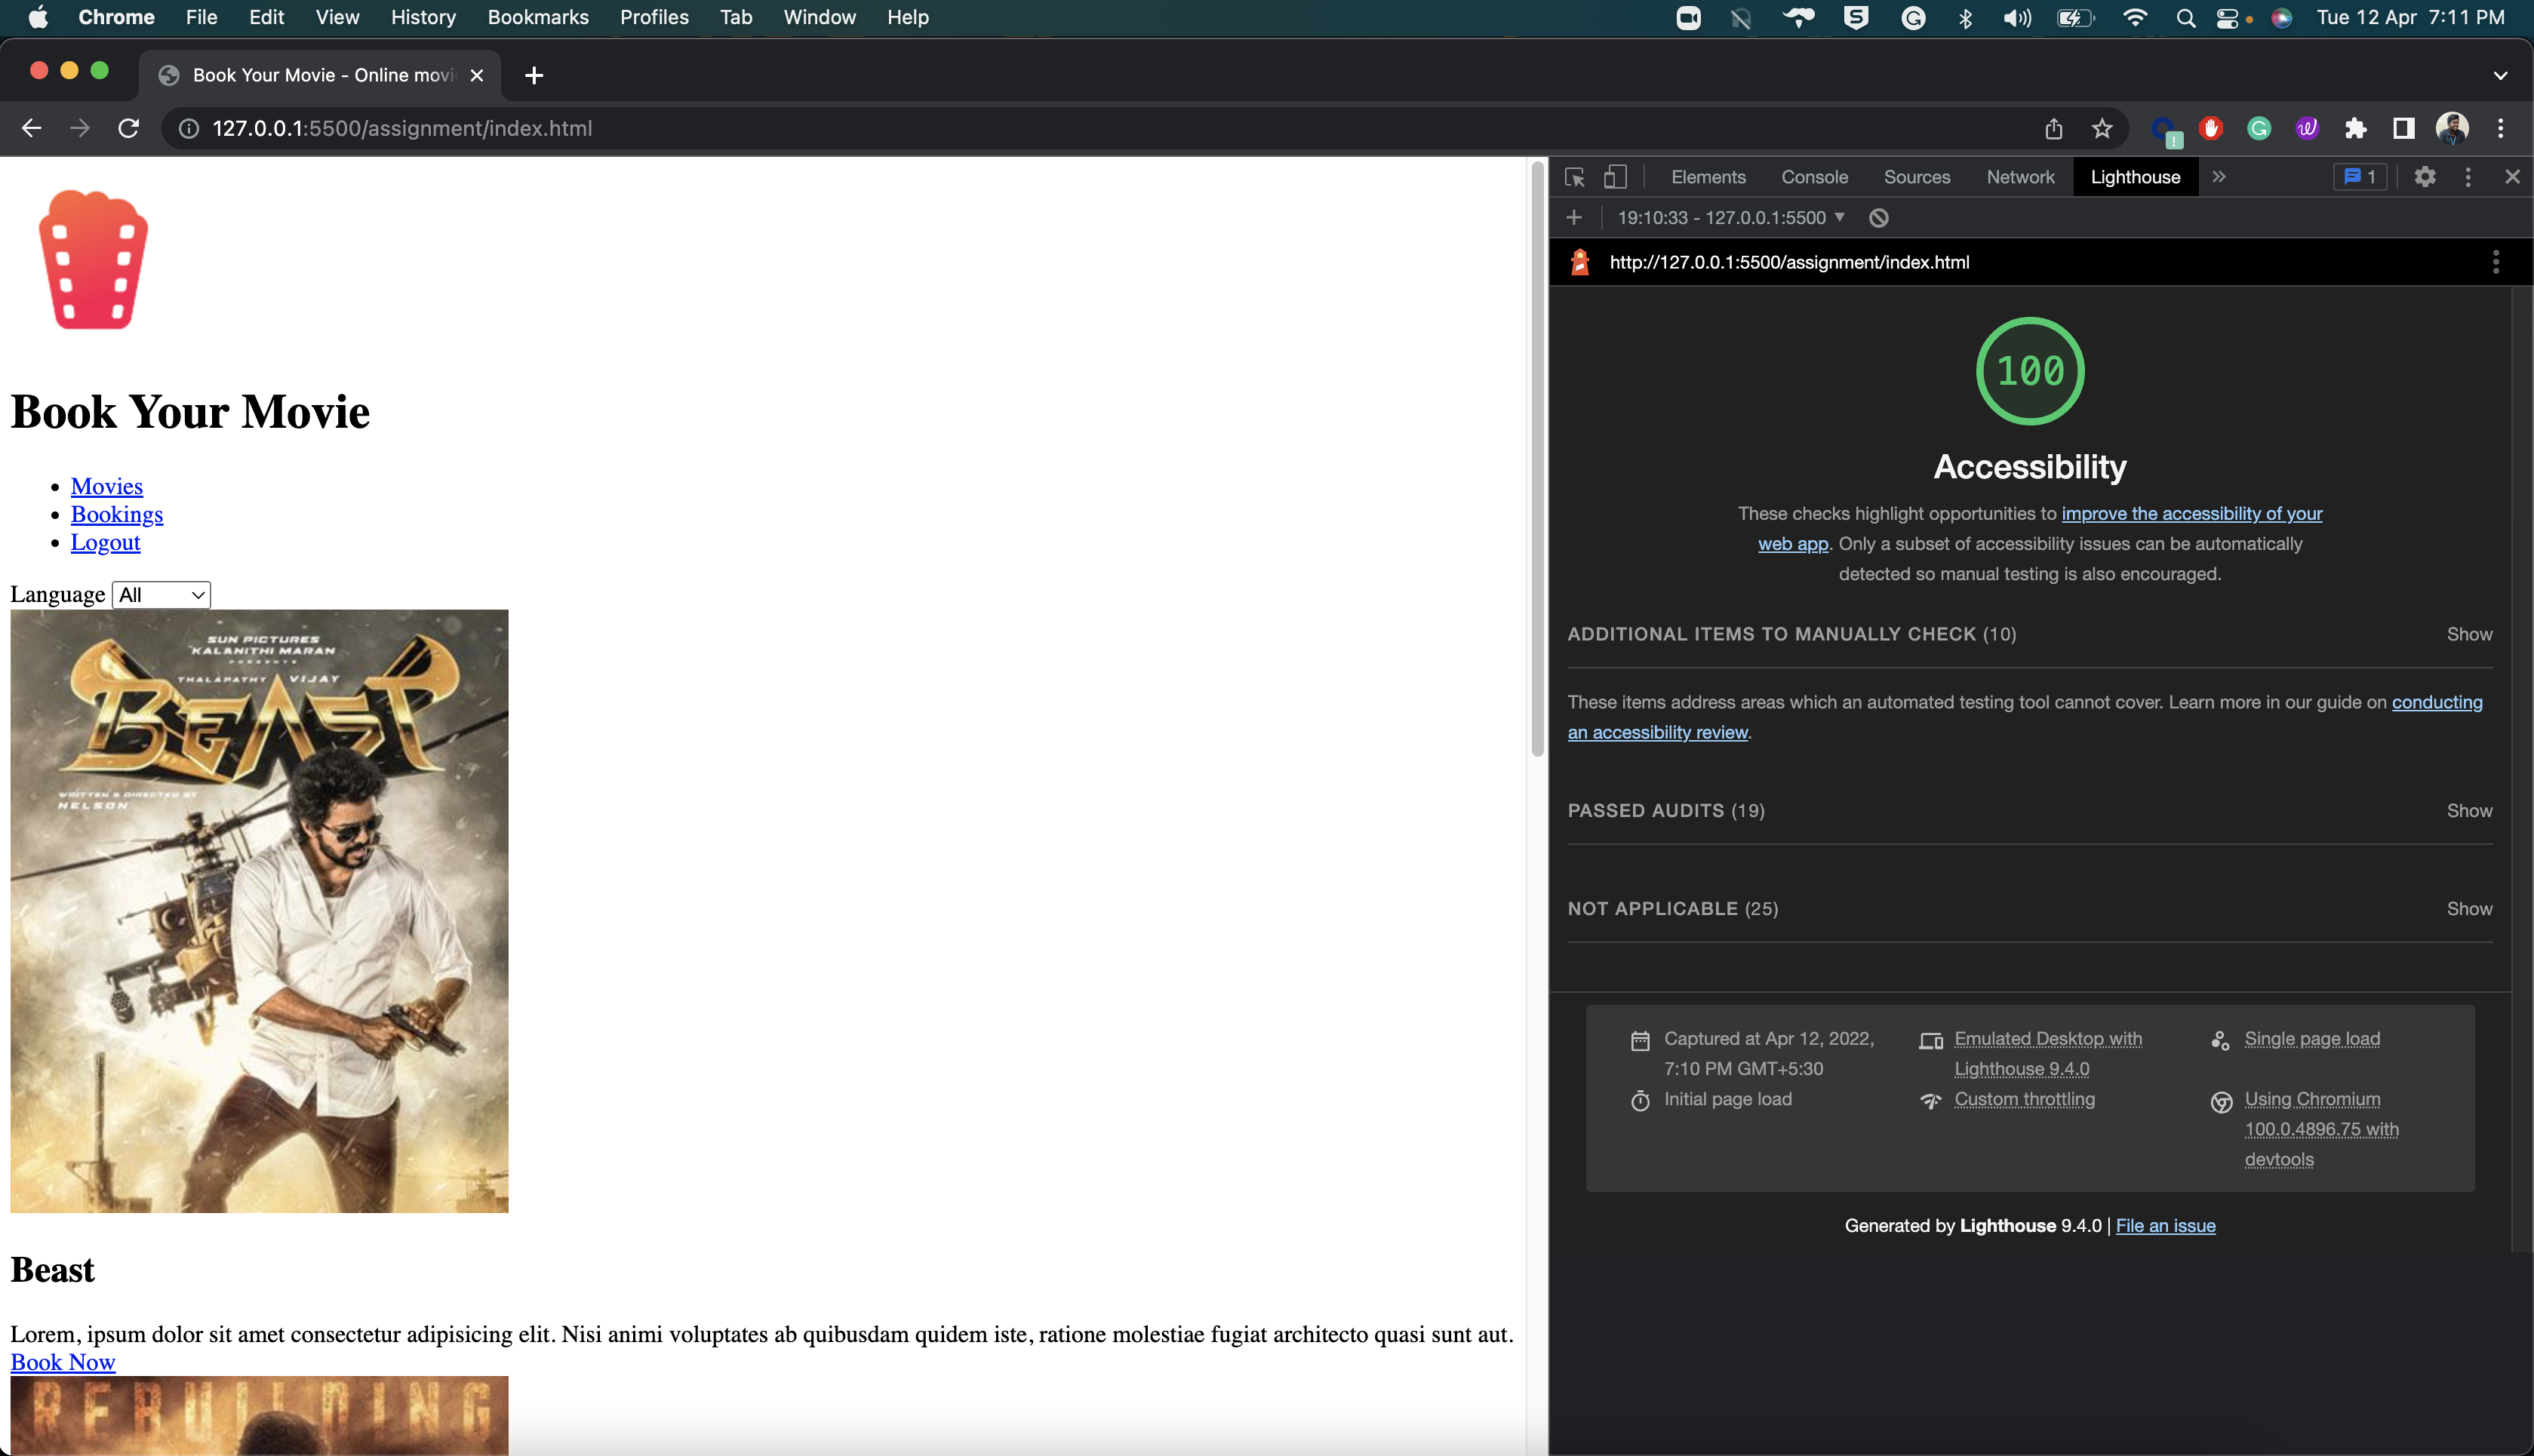 Chrome File Edit View History Bookmarks Profiles Tab Window Help
Tue 12 Apr 7:11 PM
Book Your Movie - Online movi
127.0.0.1:5500/assignment/index.html
Book Your Movie
Movies
Bookings
Logout
Language All
SUN PICTURES
KALANITHI MARAN
PRESENTS
THALAPATHY VIJAY
BEAST
WRITTEN & DIRECTED BY
NELSON
Beast
Lorem, ipsum dolor sit amet consectetur adipisicing elit. Nisi animi voluptates ab quibusdam quidem iste, ratione molestiae fugiat architecto quasi sunt aut.
Book Now
REBUILDING
Elements Console Sources Network Lighthouse 1
19:10:33 - 127.0.0.1:5500
http://127.0.0.1:5500/assignment/index.html
100
Accessibility
These checks highlight opportunities to improve the accessibility of your
web app. Only a subset of accessibility issues can be automatically
detected so manual testing is also encouraged.
ADDITIONAL ITEMS TO MANUALLY CHECK (10) Show
These items address areas which an automated testing tool cannot cover. Learn more in our guide on conducting
an accessibility review.
PASSED AUDITS (19) Show
NOT APPLICABLE (25) Show
Captured at Apr 12, 2022,
7:10 PM GMT+5:30
Initial page load
Emulated Desktop with
Lighthouse 9.4.0
Custom throttling
Single page load
Using Chromium
100.0.4896.75 with
devtools
Generated by Lighthouse 9.4.0 | File an issue